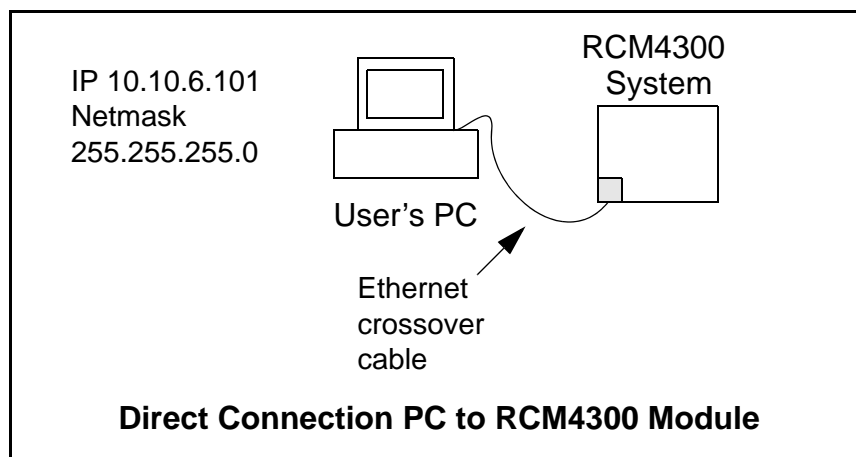 IP 10.10.6.101
Netmask
255.255.255.0
RCM4300
System
User's PC
Ethernet
crossover
cable
Direct Connection PC to RCM4300 Module